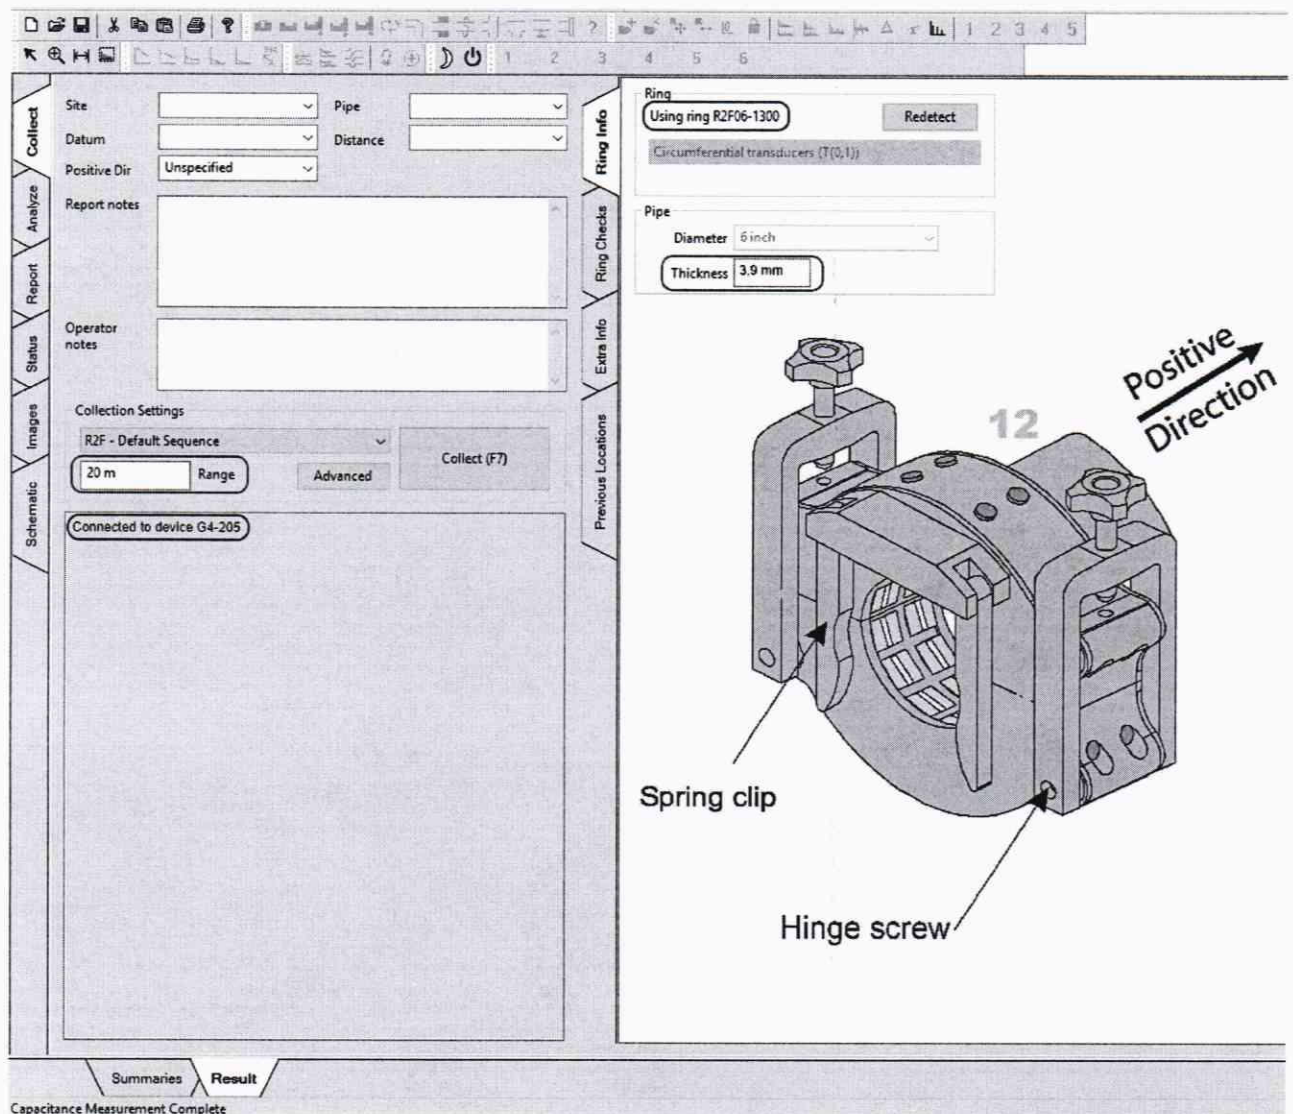 ? ?
1 2 3 4 5
1 2 3 4 5 6
Collect
Analyze
Report
Status
Images
Schematic
Site
Pipe
Datum
Distance
Positive Dir Unspecified
Report notes
Operator
notes
Collection Settings
R2F - Default Sequence
Collect (F7)
20 m Range
Advanced
Connected to device G4-205
Ring Info
Ring Checks
Extra Info
Previous Locations
Ring
Using ring R2F06-1300
Redetect
Circumferential transducers (T(0,1))
Pipe
Diameter 6 inch
Thickness 3.9 mm
12
Positive
Direction
Spring clip
Hinge screw
Summaries Result
Capacitance Measurement Complete